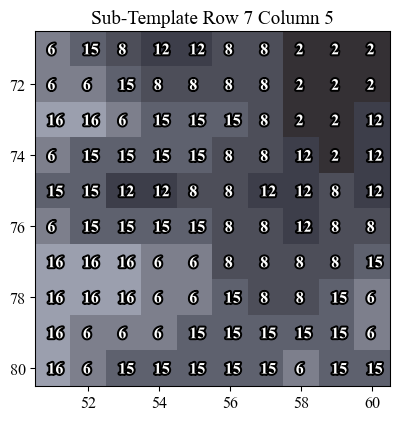 Sub-Template Row 7 Column 5
6 15 8 12 12 8 8 2 2 2
72 6 6 15 8 8 8 8 2 2 2
16 16 6 15 15 15 8 2 2 12
74 6 15 15 15 15 8 8 12 2 12
15 15 12 12 8 8 12 12 8 12
76 6 15 15 15 15 8 8 12 8 8
16 16 16 6 6 8 8 8 8 15
78 16 16 16 6 6 15 8 8 15 6
16 6 6 6 15 15 15 15 15 6
80 16 6 15 15 15 15 15 6 15 15
52 54 56 58 60